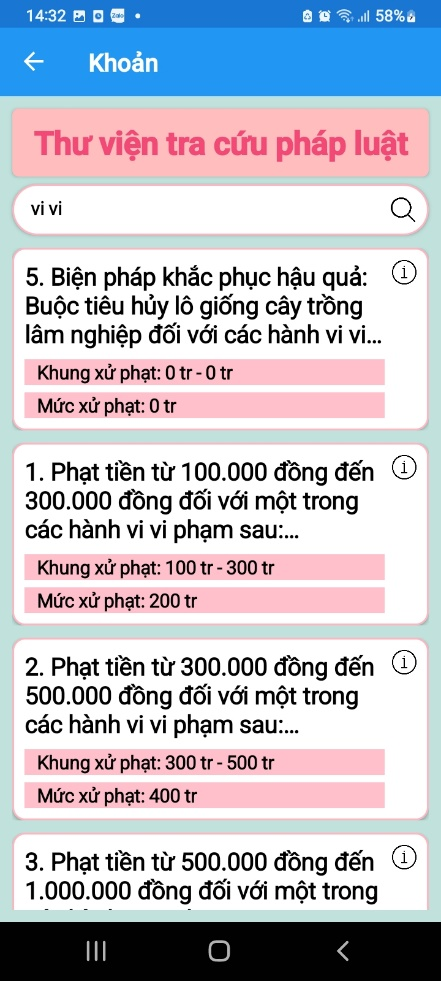 14:32 Zalo 58%
Khoản
Thư viện tra cứu pháp luật
vi vi
5. Biện pháp khắc phục hậu quả:
Buộc tiêu hủy lô giống cây trồng
lâm nghiệp đối với các hành vi vi...
Khung xử phạt: 0 tr - 0 tr
Mức xử phạt: 0 tr
1. Phạt tiền từ 100.000 đồng đến
300.000 đồng đối với một trong
các hành vi vi phạm sau:...
Khung xử phạt: 100 tr - 300 tr
Mức xử phạt: 200 tr
2. Phạt tiền từ 300.000 đồng đến
500.000 đồng đối với một trong
các hành vi vi phạm sau:...
Khung xử phạt: 300 tr - 500 tr
Mức xử phạt: 400 tr
3. Phạt tiền từ 500.000 đồng đến
1.000.000 đồng đối với một trong